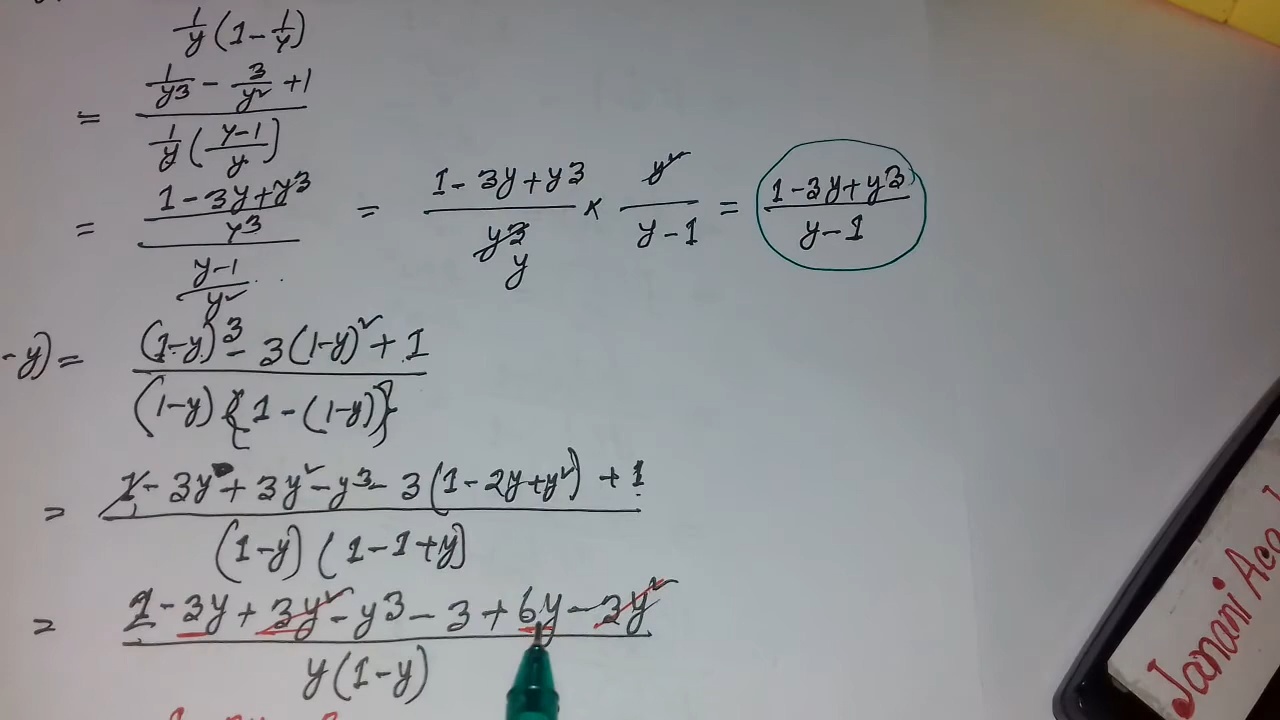 1/y (1 - 1/y)
= (1/y3 - 3/y² + 1) / (1/y ((y-1)/y))
= ((1 - 3y + y3)/y3) / ((y-1)/y²) = (1 - 3y + y3)/y3 y × y²/(y-1) = (1 - 3y + y3)/(y-1)
-y) = ((1-y)³ - 3(1-y)² + 1) / ((1-y) {1 - (1-y)})
= (1 - 3y + 3y² - y3 - 3(1 - 2y + y²) + 1) / ((1-y) (1 - 1 + y))
= (2 - 3y + 3y² - y3 - 3 + 6y - 3y²) / (y(1-y))
Janani Aca